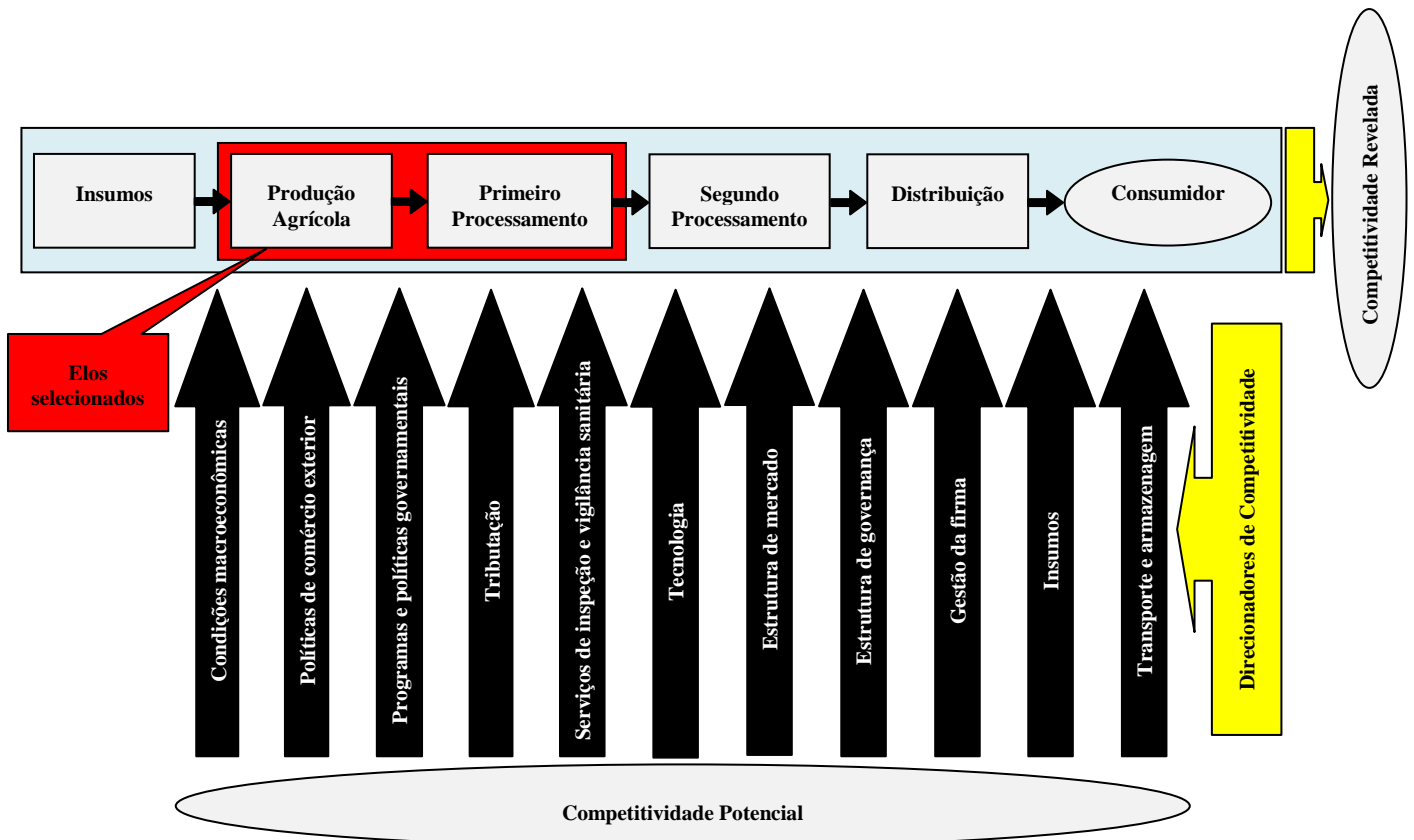 Competitividade Revelada
Insumos
Produção
Agrícola
Primeiro
Processamento
Segundo
Processamento
Distribuição
Consumidor
Elos
selecionados
Condições macroeconômicas
Políticas de comércio exterior
Programas e políticas governamentais
Tributação
Serviços de inspeção e vigilância sanitária
Tecnologia
Estrutura de mercado
Estrutura de governança
Gestão da firma
Insumos
Transporte e armazenagem
Direcionadores de Competitividade
Competitividade Potencial